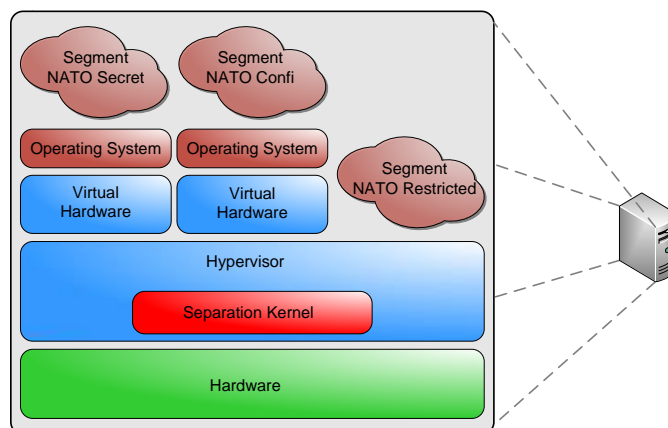 Segment
NATO Secret
Segment
NATO Confi
Operating System
Operating System
Segment
NATO Restricted
Virtual
Hardware
Virtual
Hardware
Hypervisor
Separation Kernel
Hardware